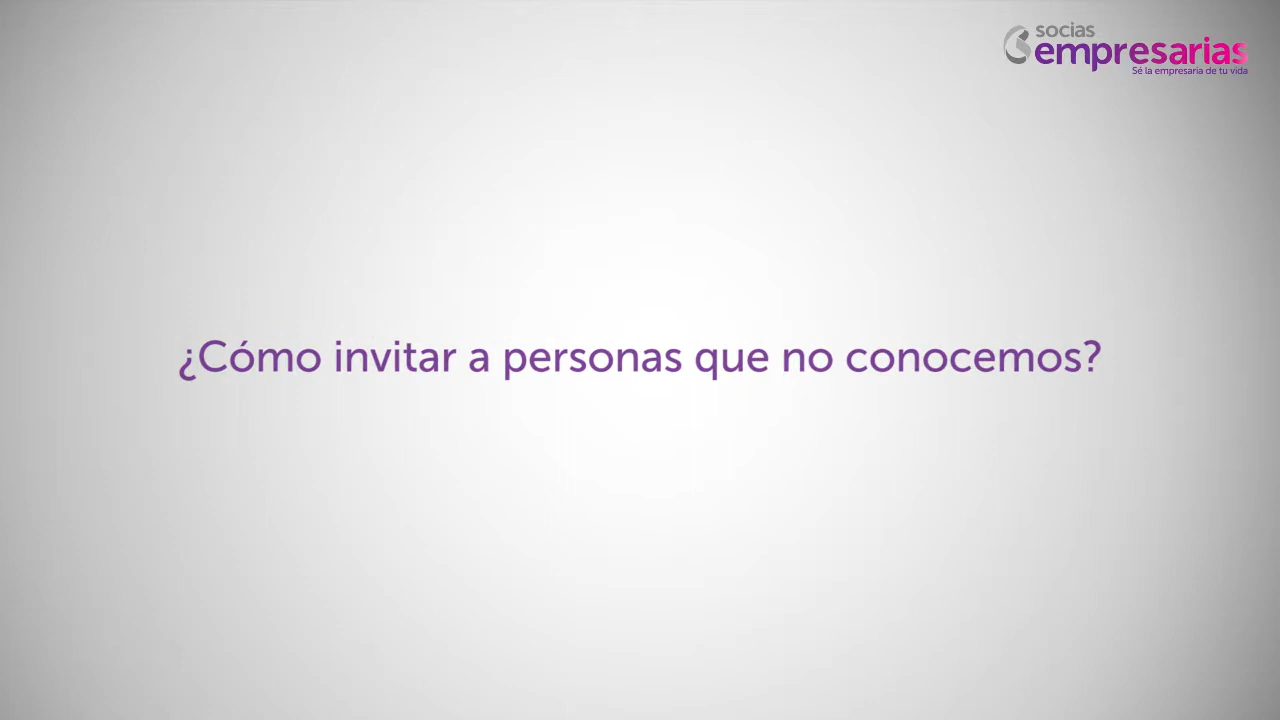 socias
empresarias
Sé la empresaria de tu vida
¿Cómo invitar a personas que no conocemos?